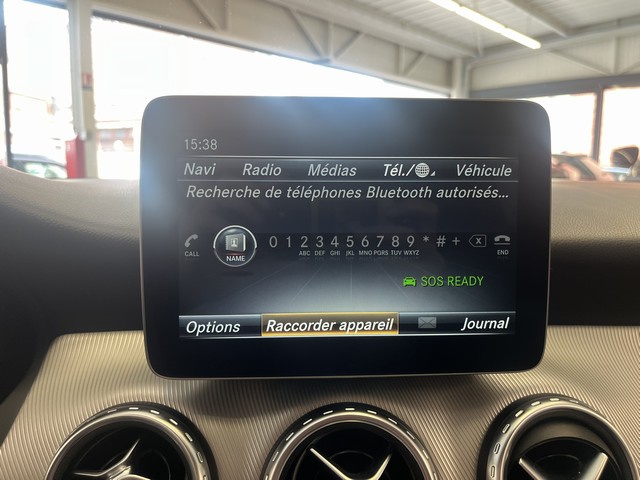 15:38
Navi Radio Médias Tél./ Véhicule
Recherche de téléphones Bluetooth autorisés...
0 1 2 3 4 5 6 7 8 9 * # +
ABC DEF GHI JKL MNO PQRS TUV WXYZ
CALL NAME END
SOS READY
Options Raccorder appareil Journal